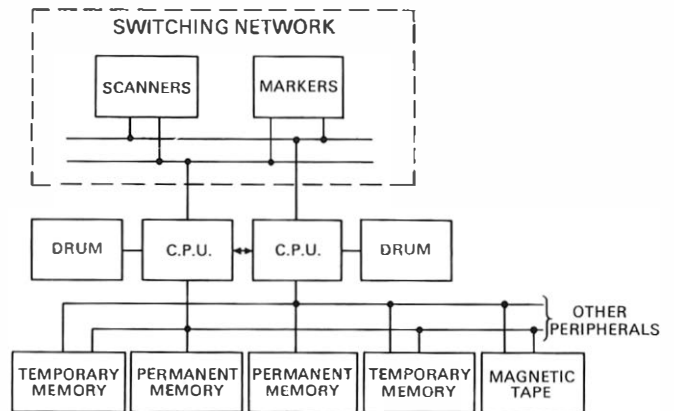 SWITCHING NETWORK
SCANNERS
MARKERS
DRUM
C.P.U.
C.P.U.
DRUM
OTHER
PERIPHERALS
TEMPORARY
MEMORY
PERMANENT
MEMORY
PERMANENT
MEMORY
TEMPORARY
MEMORY
MAGNETIC
TAPE